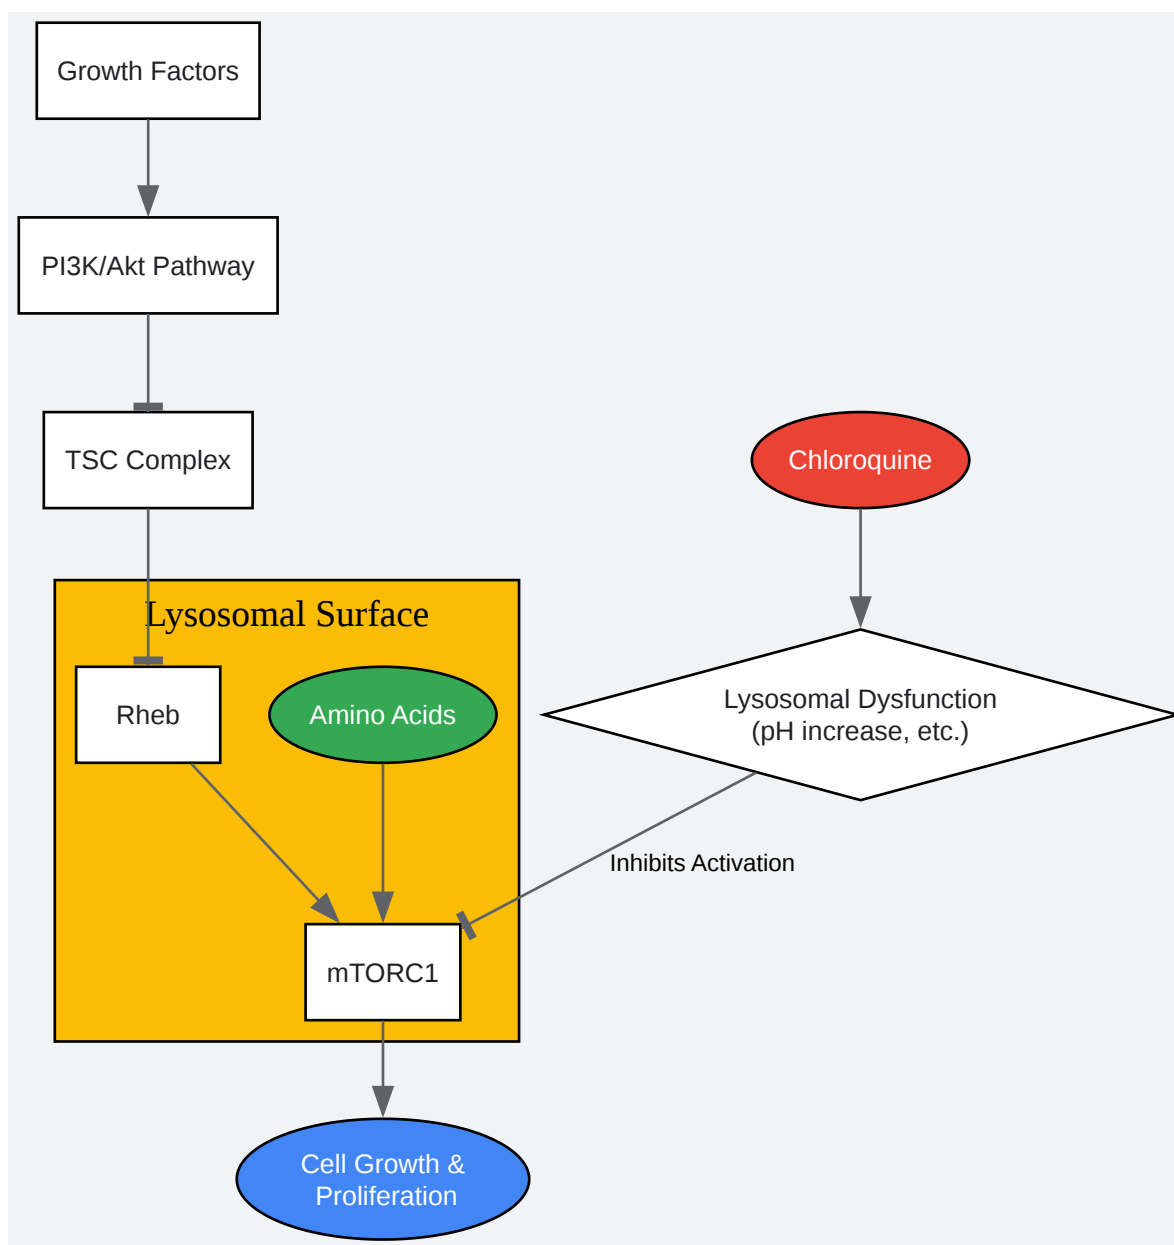 Growth Factors
PI3K/Akt Pathway
TSC Complex
Chloroquine
Lysosomal Surface
Rheb
Amino Acids
Lysosomal Dysfunction
(pH increase, etc.)
Inhibits Activation
mTORC1
Cell Growth &
Proliferation